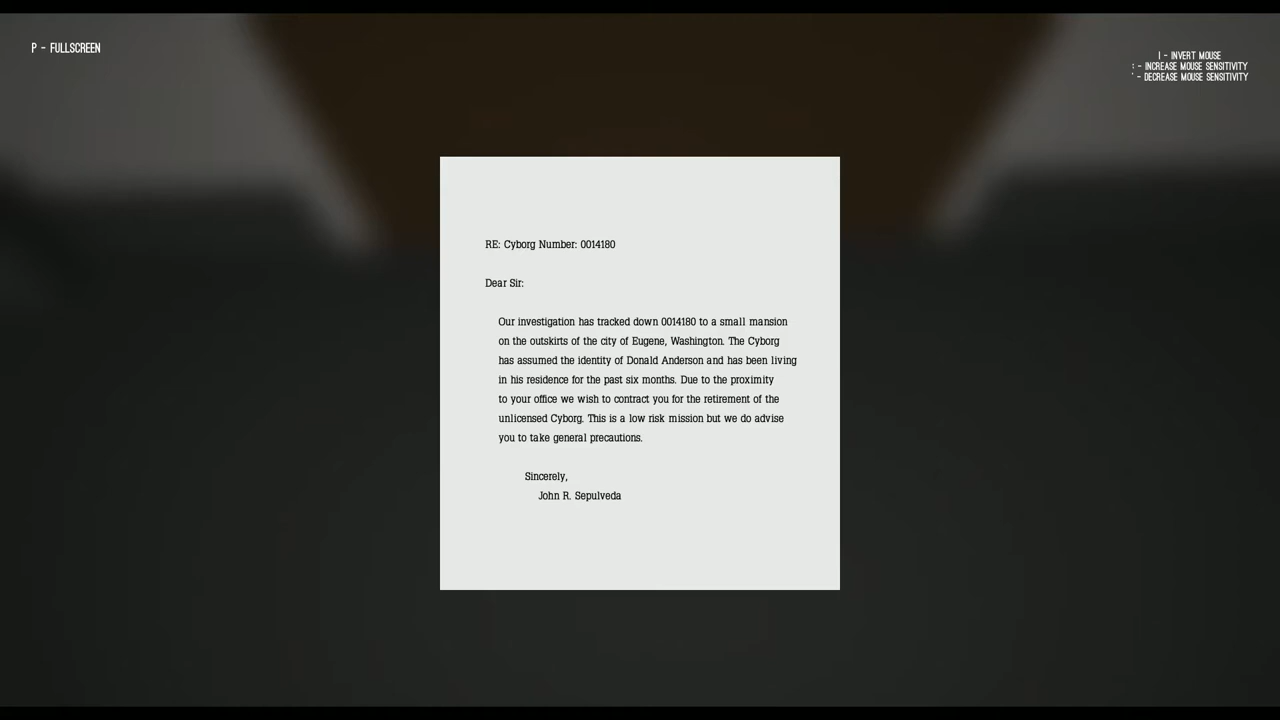 P - FULLSCREEN
I - INVERT MOUSE
; - INCREASE MOUSE SENSITIVITY
' - DECREASE MOUSE SENSITIVITY
RE: Cyborg Number: 0014180
Dear Sir:
Our investigation has tracked down 0014180 to a small mansion
on the outskirts of the city of Eugene, Washington. The Cyborg
has assumed the identity of Donald Anderson and has been living
in his residence for the past six months. Due to the proximity
to your office we wish to contract you for the retirement of the
unlicensed Cyborg. This is a low risk mission but we do advise
you to take general precautions.
Sincerely,
John R. Sepulveda